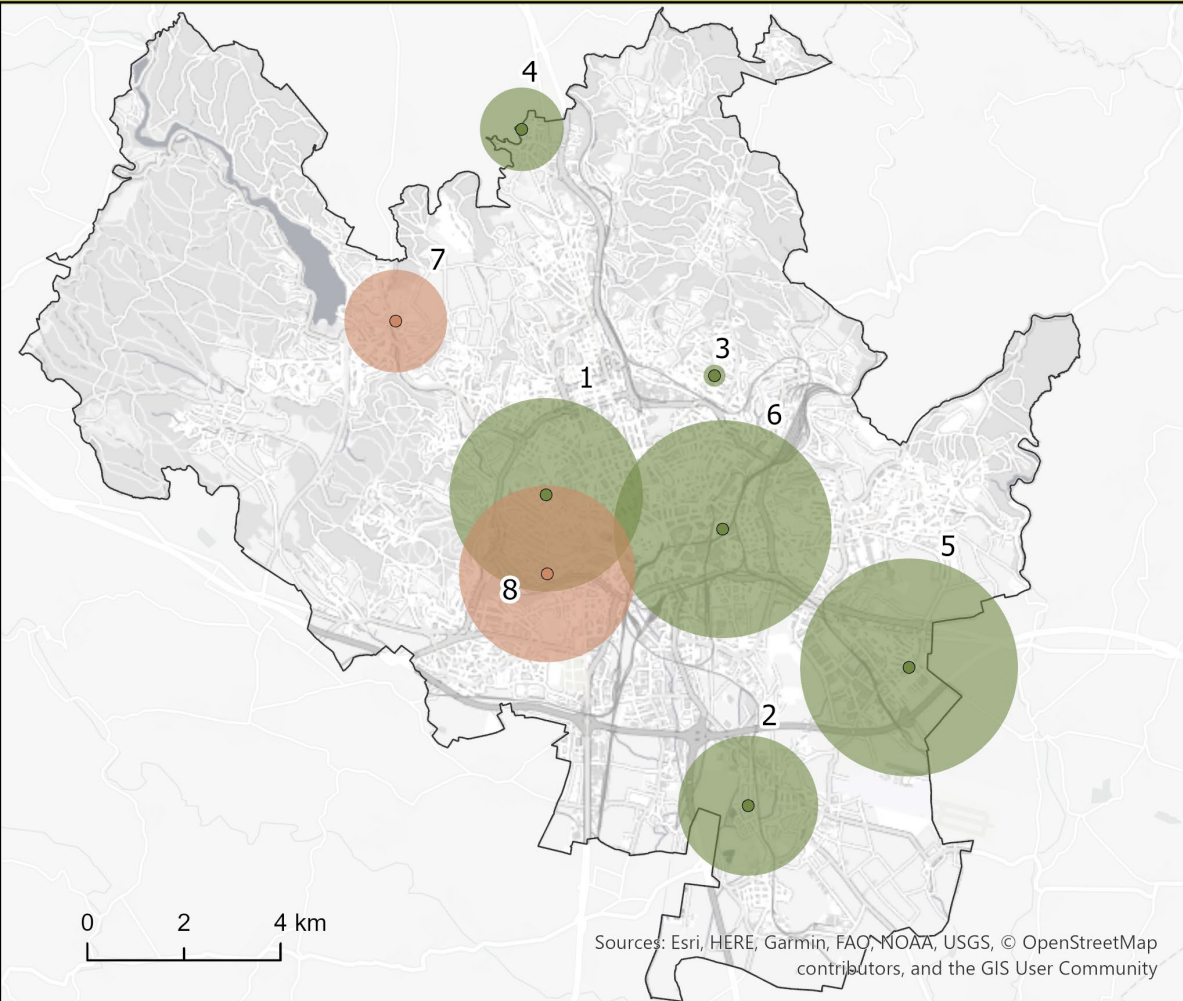 4
7
3
1
6
5
8
2
0 2 4 km
Sources: Esri, HERE, Garmin, FAO, NOAA, USGS, © OpenStreetMap
contributors, and the GIS User Community